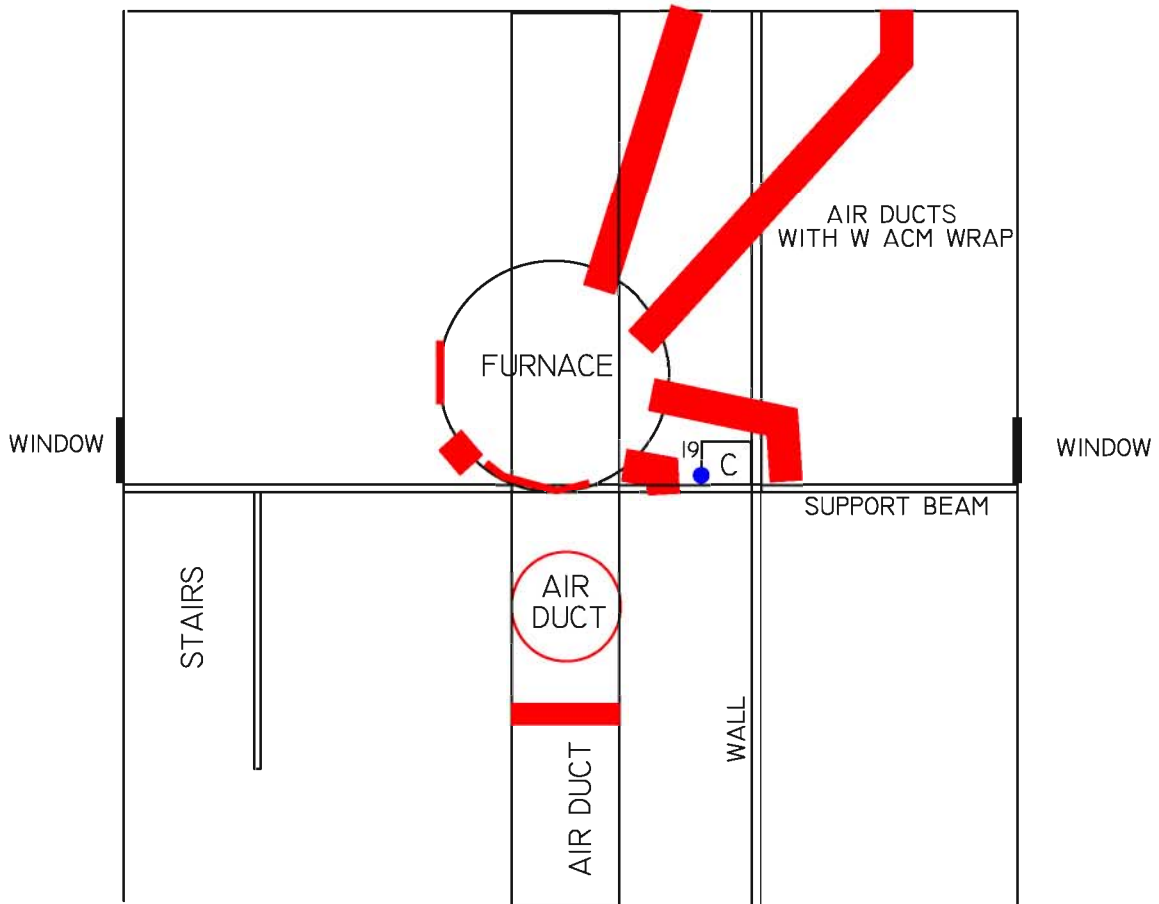 AIR DUCTS
WITH W ACM WRAP
FURNACE
WINDOW
WINDOW
19
C
SUPPORT BEAM
STAIRS
AIR
DUCT
WALL
AIR DUCT